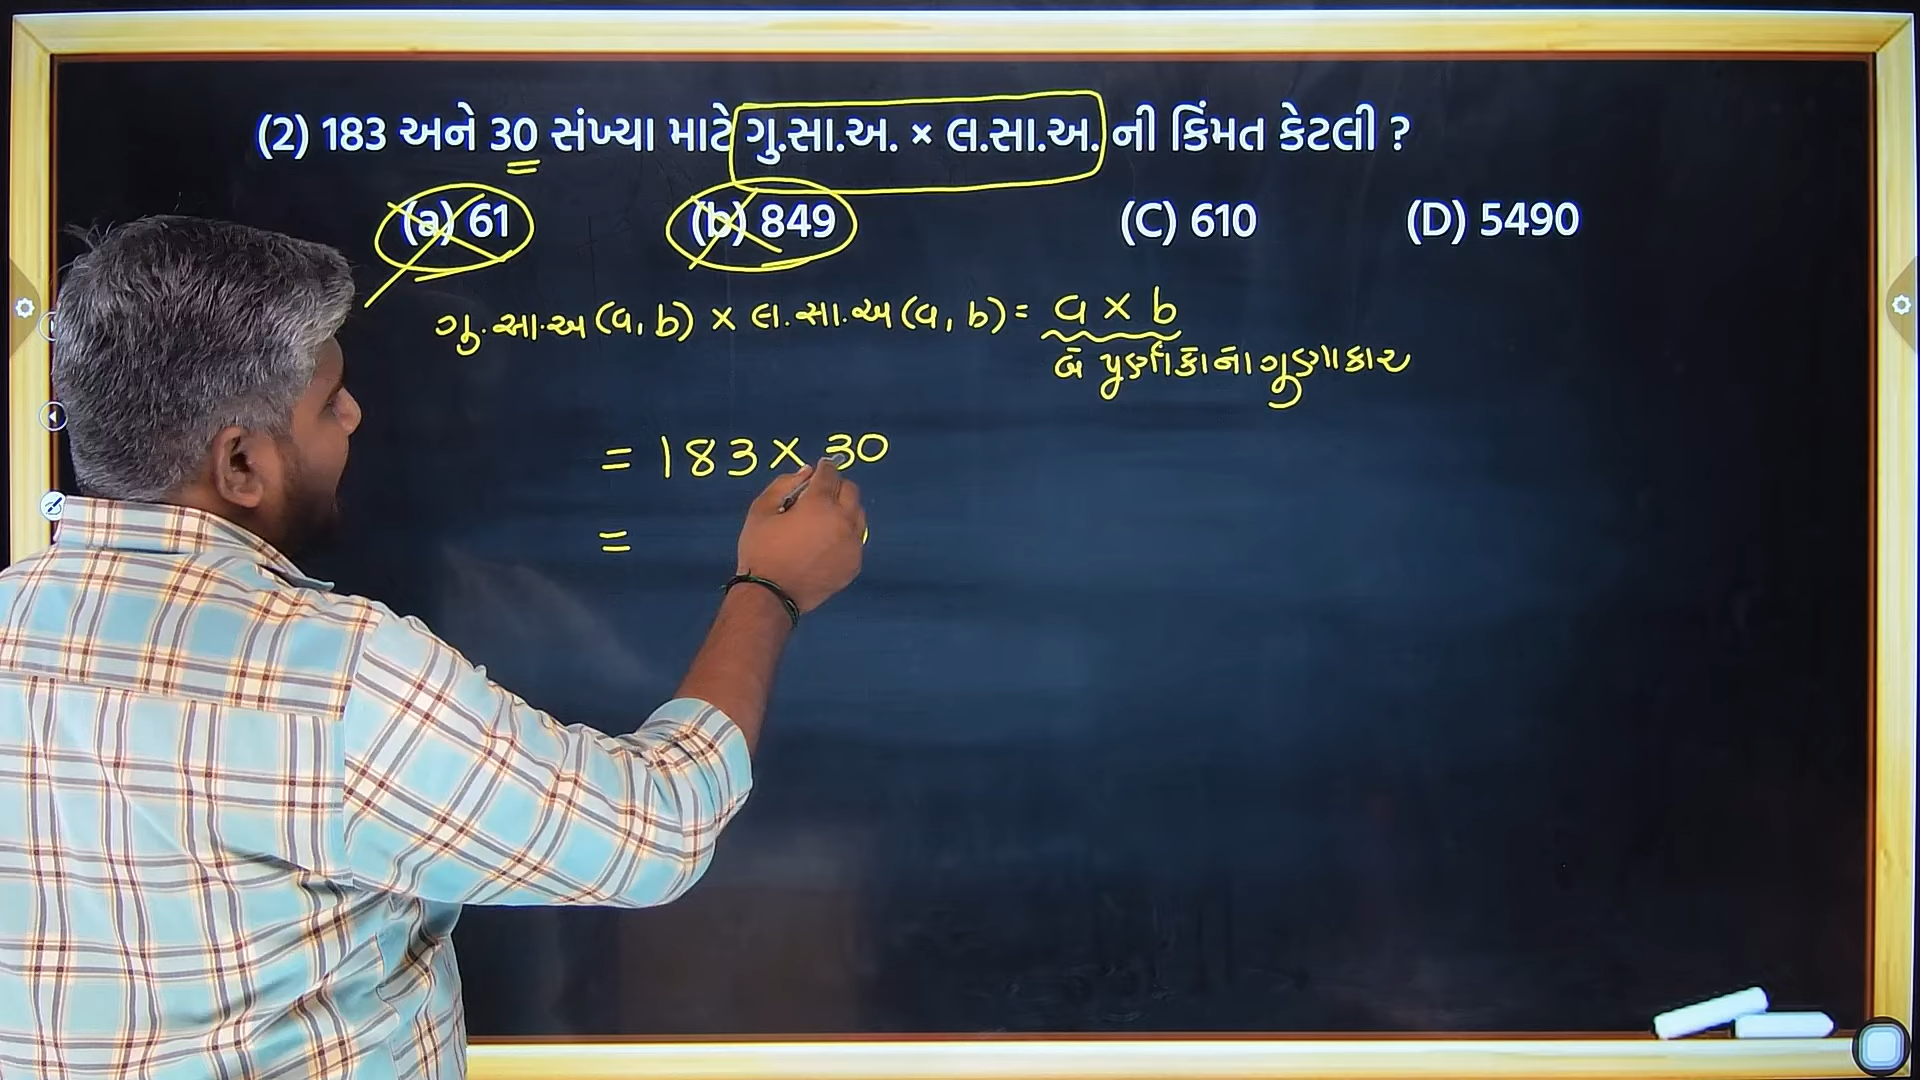 (2) 183 અને 30 સંખ્યા માટે ગુ.સા.અ. × લ.સા.અ. ની કિંમત કેટલી ?
(a) 61 (b) 849 (C) 610 (D) 5490
ગુ.સા.અ (a, b) × લ.સા.અ (a, b) = a × b
બે પૂર્ણાંકોના ગુણાકાર
= 183 × 30
=